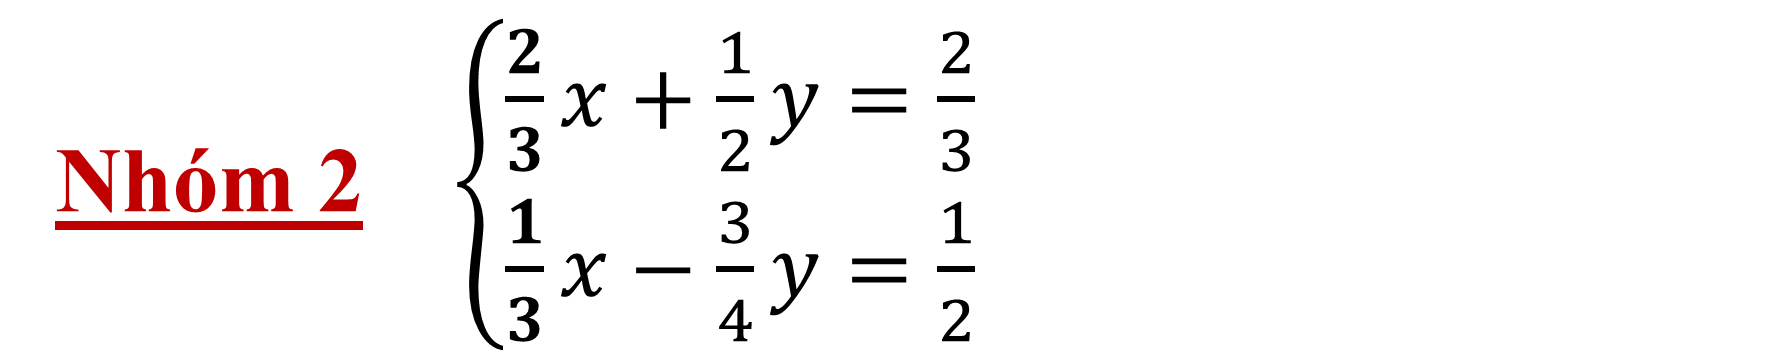 Nhóm 2
2/3 x + 1/2 y = 2/3
1/3 x − 3/4 y = 1/2